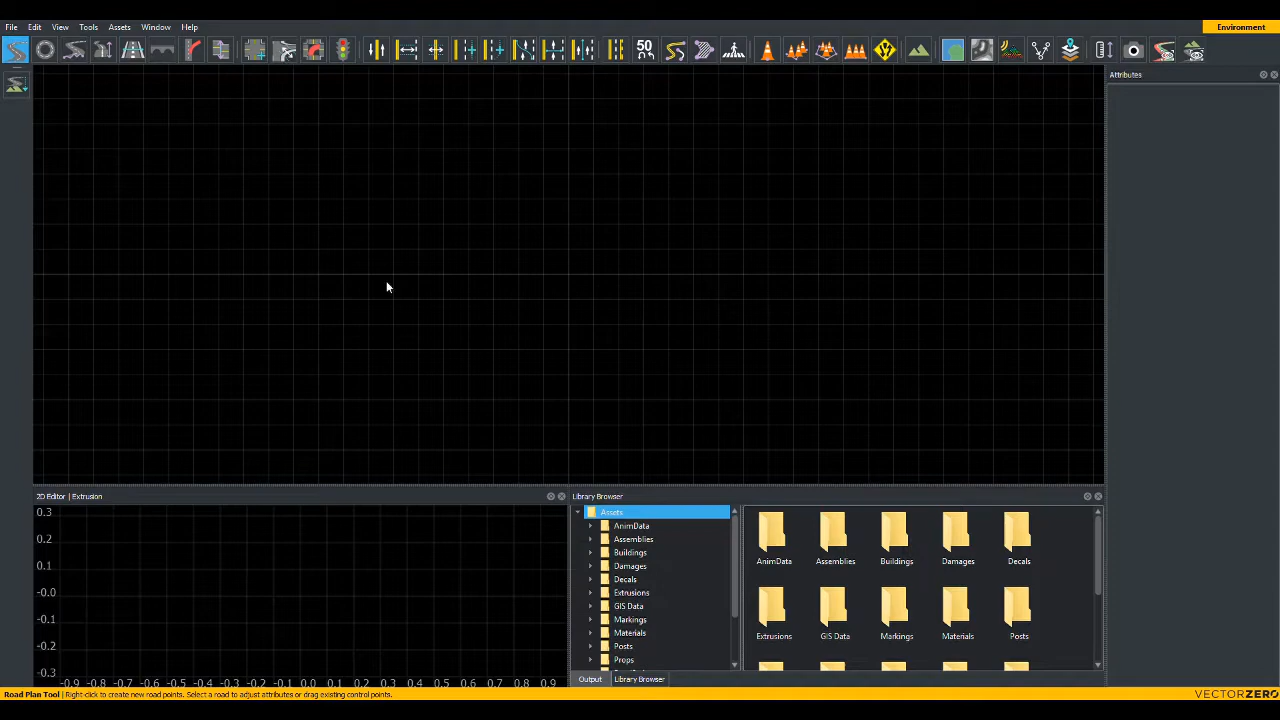 File Edit View Tools Assets Window Help
Environment
50
Attributes
2D Editor | Extrusion
0.3
0.2
0.1
-0.0
-0.1
-0.2
-0.3
-0.9 -0.8 -0.7 -0.6 -0.5 -0.4 -0.3 -0.2 -0.1 0.0 0.1 0.2 0.3 0.4 0.5 0.6 0.7 0.8 0.9
Library Browser
Assets
AnimData
Assemblies
Buildings
Damages
Decals
Extrusions
GIS Data
Markings
Materials
Posts
Props
AnimData Assemblies Buildings Damages Decals
Extrusions GIS Data Markings Materials Posts
Output Library Browser
Road Plan Tool | Right-click to create new road points. Select a road to adjust attributes or drag existing control points.
VECTORZERO